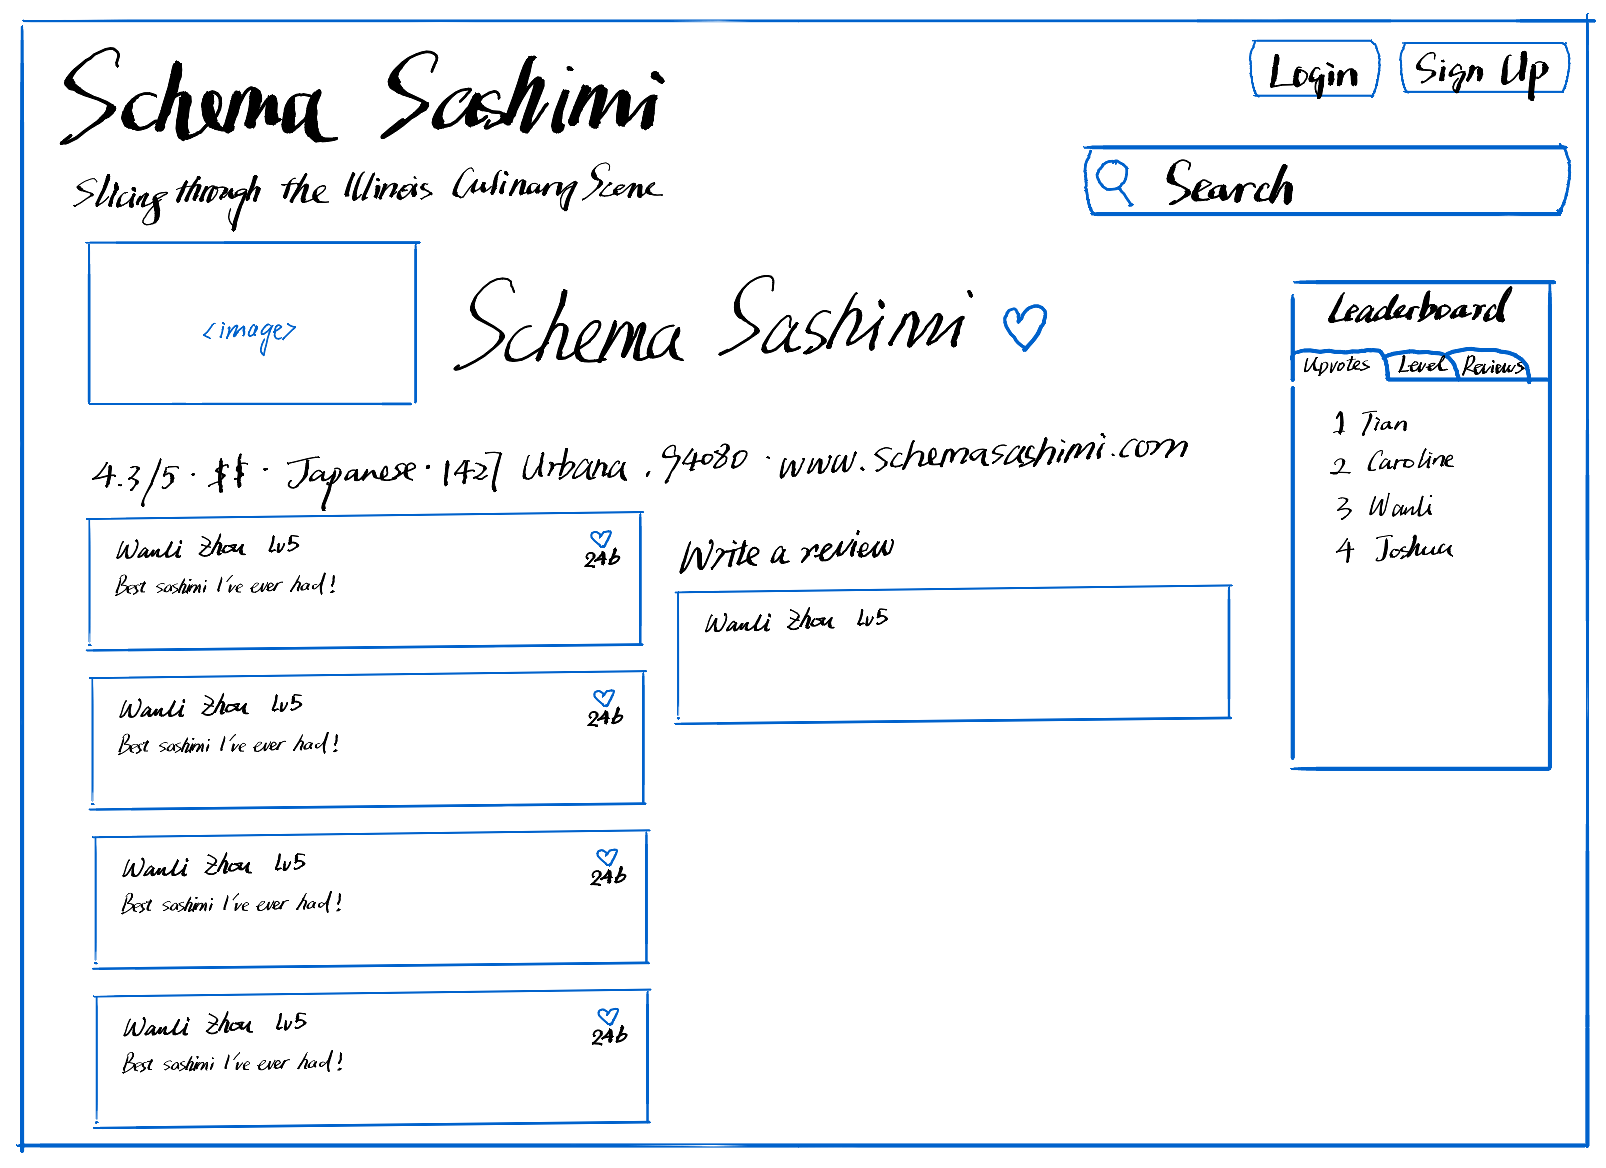 Schema Sashimi
Login
Sign Up
Slicing through the Illinois Culinary Scene
Search
<image>
Schema Sashimi
Leaderboard
Upvotes
Level
Reviews
1 Tian
2 Caroline
3 Wanli
4 Joshua
4.3/5 · $$ · Japanese · 1427 Urbana . 94080 · www.schemasashimi.com
Wanli Zhou Lv5
246
Best sashimi I've ever had!
Write a review
Wanli Zhou Lv5
Wanli Zhou Lv5
246
Best sashimi I've ever had!
Wanli Zhou Lv5
246
Best sashimi I've ever had!
Wanli Zhou Lv5
246
Best sashimi I've ever had!